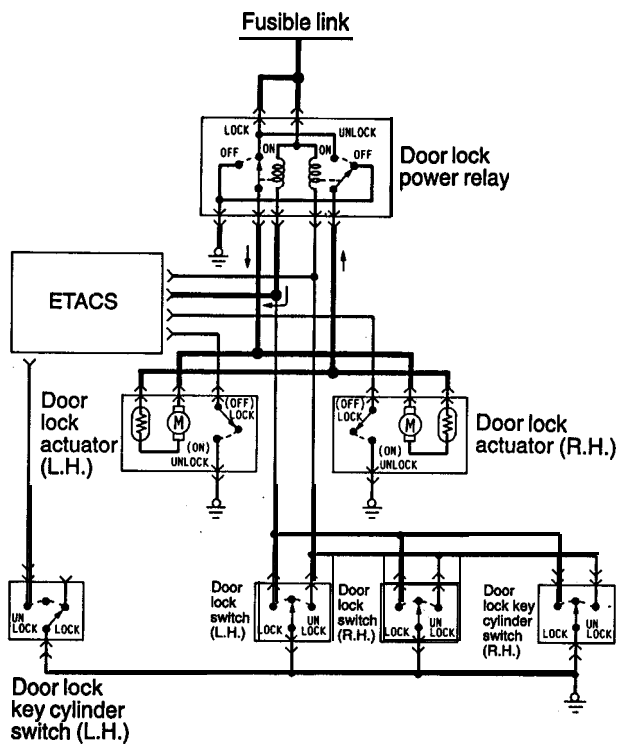 Fusible link
LOCK
UNLOCK
OFF
ON
ON
OFF
Door lock
power relay
ETACS
Door
lock
actuator
(L.H.)
(OFF)
LOCK
M
(ON)
UNLOCK
(OFF)
LOCK
M
(ON)
UNLOCK
Door lock
actuator (R.H.)
UN
LOCK
LOCK
Door lock
key cylinder
switch (L.H.)
Door
lock
switch
(L.H.)
LOCK
UN
LOCK
Door
lock
switch
(R.H.)
LOCK
UN
LOCK
Door
lock key
cylinder
switch
(R.H.)
LOCK
UN
LOCK